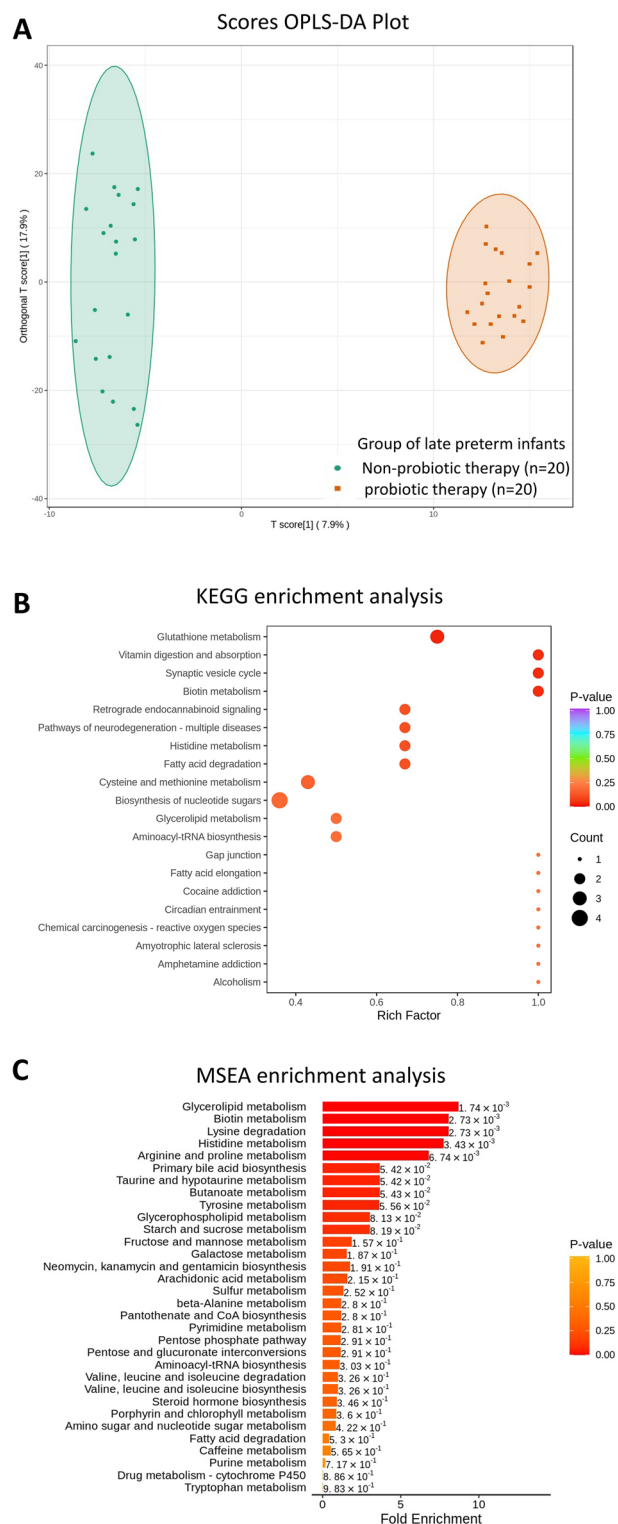 A
Scores OPLS-DA Plot
Orthogonal T score[1] ( 17.9% )
40
20
0
-20
-40
Group of late preterm infants
Non-probiotic therapy (n=20)
probiotic therapy (n=20)
-10
0
10
T score[1] ( 7.9% )
B
KEGG enrichment analysis
Glutathione metabolism
Vitamin digestion and absorption
Synaptic vesicle cycle
Biotin metabolism
Retrograde endocannabinoid signaling
Pathways of neurodegeneration - multiple diseases
Histidine metabolism
Fatty acid degradation
Cysteine and methionine metabolism
Biosynthesis of nucleotide sugars
Glycerolipid metabolism
Aminoacyl-tRNA biosynthesis
Gap junction
Fatty acid elongation
Cocaine addiction
Circadian entrainment
Chemical carcinogenesis - reactive oxygen species
Amyotrophic lateral sclerosis
Amphetamine addiction
Alcoholism
0.4
0.6
0.8
1.0
Rich Factor
P-value
1.00
0.75
0.50
0.25
0.00
Count
1
2
3
4
C
MSEA enrichment analysis
Glycerolipid metabolism 1. 74 × 10⁻³
Biotin metabolism 2. 73 × 10⁻³
Lysine degradation 2. 73 × 10⁻³
Histidine metabolism 3. 43 × 10⁻³
Arginine and proline metabolism 6. 74 × 10⁻³
Primary bile acid biosynthesis 5. 42 × 10⁻²
Taurine and hypotaurine metabolism 5. 42 × 10⁻²
Butanoate metabolism 5. 43 × 10⁻²
Tyrosine metabolism 5. 56 × 10⁻²
Glycerophospholipid metabolism 8. 13 × 10⁻²
Starch and sucrose metabolism 8. 19 × 10⁻²
Fructose and mannose metabolism 1. 57 × 10⁻¹
Galactose metabolism 1. 87 × 10⁻¹
Neomycin, kanamycin and gentamicin biosynthesis 1. 91 × 10⁻¹
Arachidonic acid metabolism 2. 15 × 10⁻¹
Sulfur metabolism 2. 52 × 10⁻¹
beta-Alanine metabolism 2. 8 × 10⁻¹
Pantothenate and CoA biosynthesis 2. 8 × 10⁻¹
Pyrimidine metabolism 2. 81 × 10⁻¹
Pentose phosphate pathway 2. 91 × 10⁻¹
Pentose and glucuronate interconversions 2. 91 × 10⁻¹
Aminoacyl-tRNA biosynthesis 3. 03 × 10⁻¹
Valine, leucine and isoleucine degradation 3. 26 × 10⁻¹
Valine, leucine and isoleucine biosynthesis 3. 26 × 10⁻¹
Steroid hormone biosynthesis 3. 46 × 10⁻¹
Porphyrin and chlorophyll metabolism 3. 6 × 10⁻¹
Amino sugar and nucleotide sugar metabolism 4. 22 × 10⁻¹
Fatty acid degradation 5. 3 × 10⁻¹
Caffeine metabolism 5. 65 × 10⁻¹
Purine metabolism 7. 17 × 10⁻¹
Drug metabolism - cytochrome P450 8. 86 × 10⁻¹
Tryptophan metabolism 9. 83 × 10⁻¹
0
5
10
Fold Enrichment
P-value
1.00
0.75
0.50
0.25
0.00